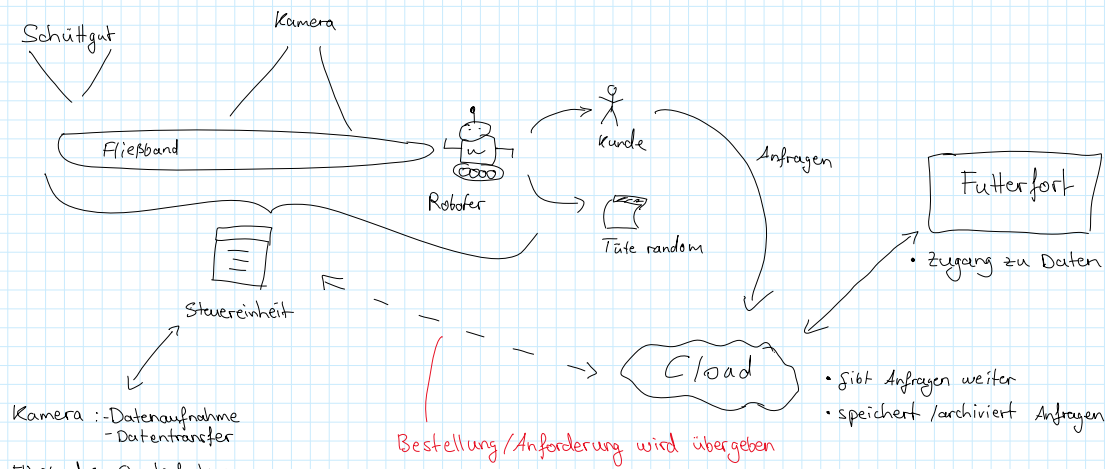 Kamera
Schüttgut
Fließband
Kunde
Anfragen
Futterfort
Roboter
Tüte random
• Zugang zu Daten
Steuereinheit
Cload
• gibt Anfragen weiter
• speichert/archiviert Anfragen
Kamera :-Datenaufnahme
-Datentransfer
Bestellung/Anforderung wird übergeben